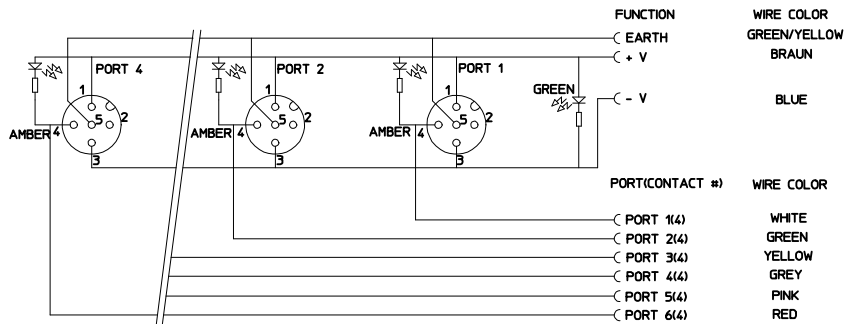 FUNCTION WIRE COLOR
EARTH GREEN/YELLOW
+ V BRAUN
PORT 4 PORT 2 PORT 1
1 1 1
GREEN
- V BLUE
AMBER 4 5 2 AMBER 4 5 2 AMBER 4 5 2
3 3 3
PORT(CONTACT #) WIRE COLOR
PORT 1(4) WHITE
PORT 2(4) GREEN
PORT 3(4) YELLOW
PORT 4(4) GREY
PORT 5(4) PINK
PORT 6(4) RED